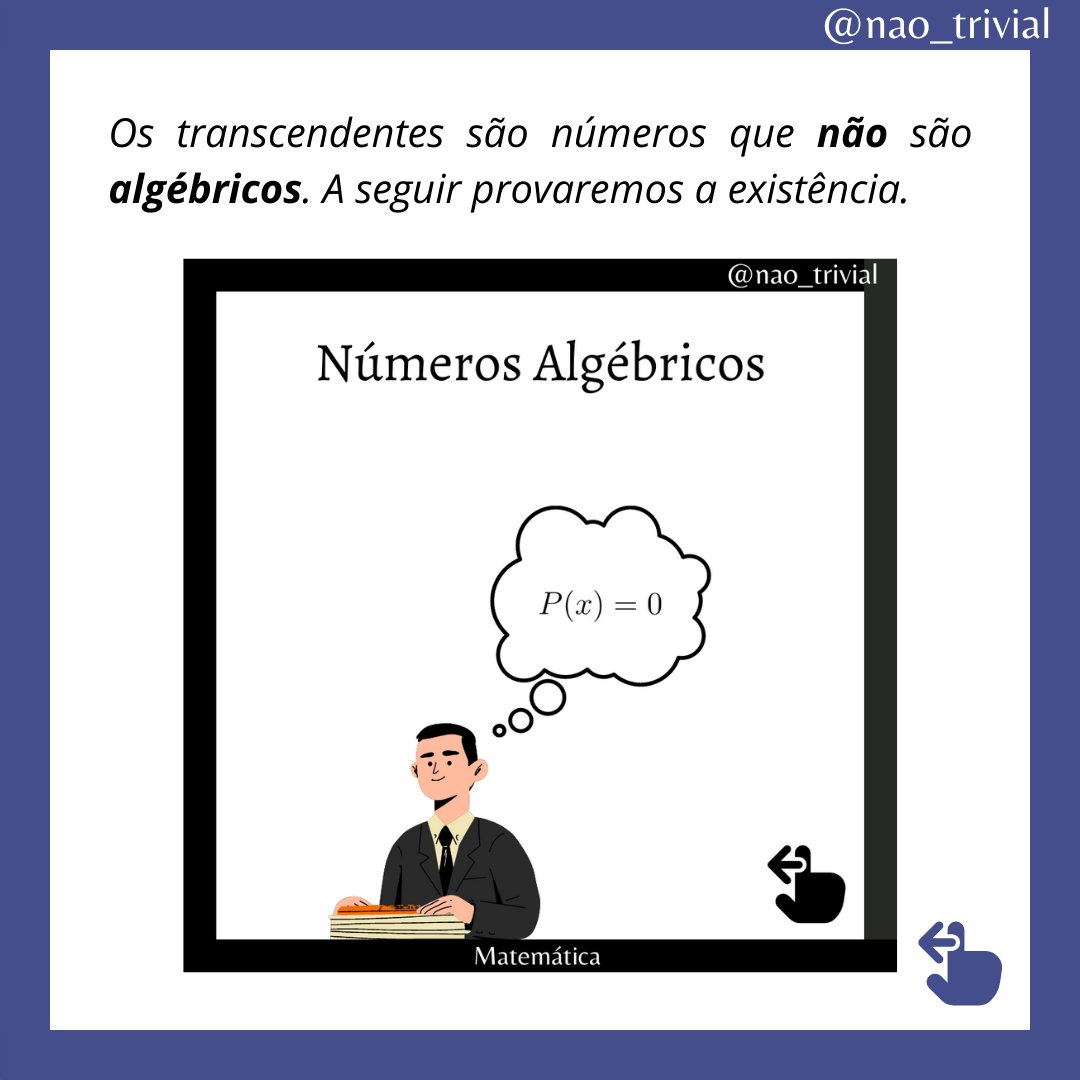 @nao_trivial
Os transcendentes são números que não são
algébricos. A seguir provaremos a existência.
@nao_trivial
Números Algébricos
P(x) = 0
Matemática